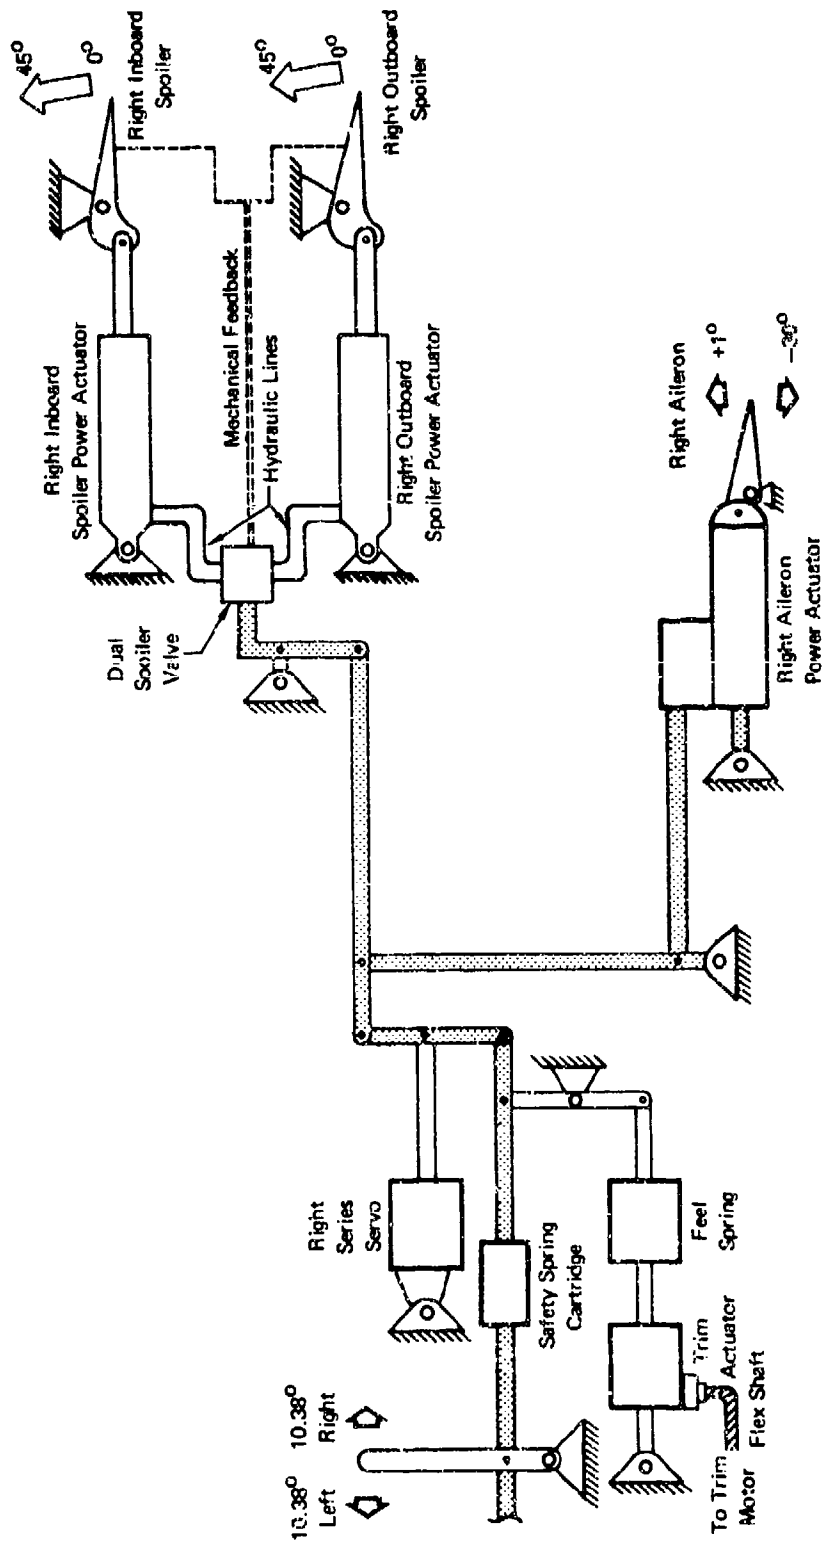 45°
0°
Right Inboard
Spoiler
45°
0°
Right Outboard
Spoiler
Right Inboard
Spoiler Power Actuator
Mechanical Feedback
Hydraulic Lines
Right Outboard
Spoiler Power Actuator
Dual
Spoiler
Valve
Right Aileron
+1°
-30°
Right Aileron
Power Actuator
Right
Series
Servo
Safety Spring
Cartridge
Feel
Spring
10.38°
Left
10.38°
Right
Trim
Actuator
Flex Shaft
To Trim
Motor